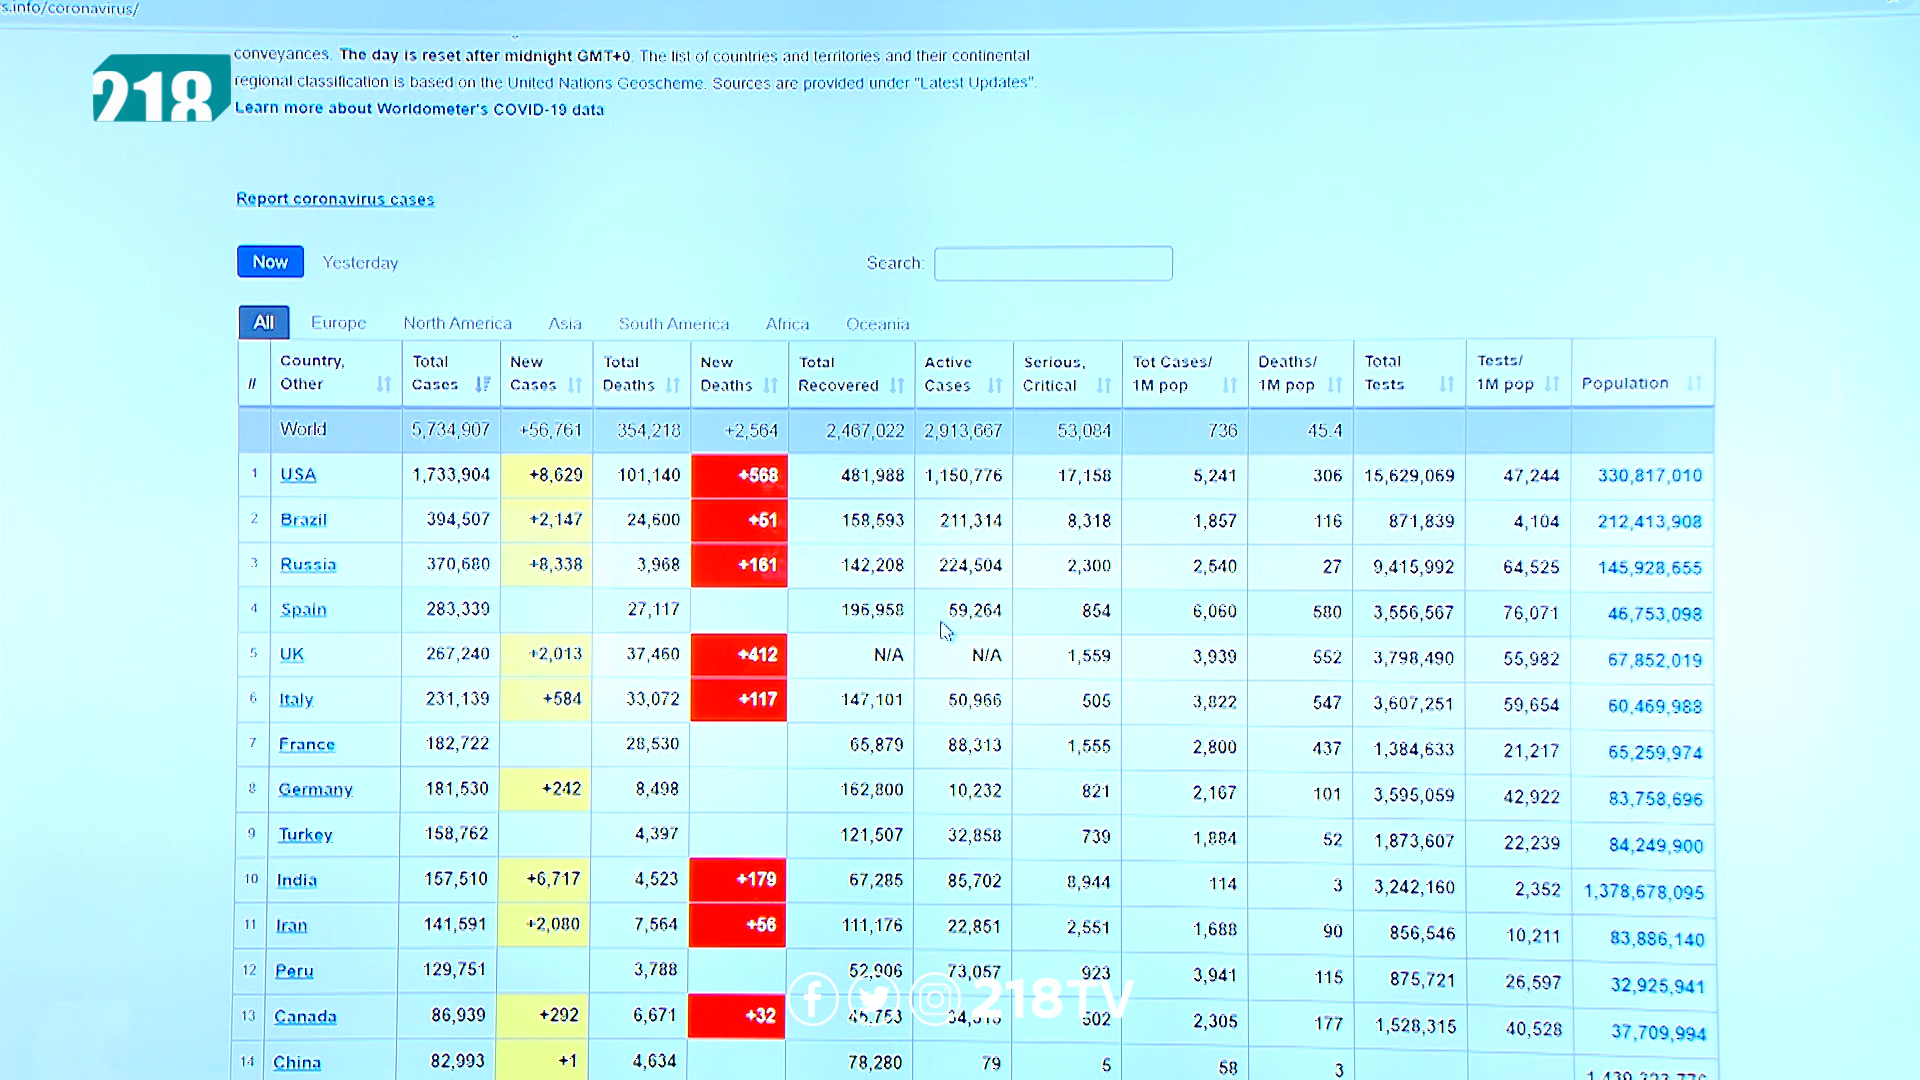 s.info/coronavirus/
conveyances. The day is reset after midnight GMT+0. The list of countries and territories and their continental
regional classification is based on the United Nations Geoscheme. Sources are provided under "Latest Updates".
Learn more about Worldometer's COVID-19 data
218
Report coronavirus cases
Now Yesterday Search:
All Europe North America Asia South America Africa Oceania
# Country, Other Total Cases New Cases Total Deaths New Deaths Total Recovered Active Cases Serious, Critical Tot Cases/ 1M pop Deaths/ 1M pop Total Tests Tests/ 1M pop Population
World 5,734,907 +56,761 354,218 +2,564 2,467,022 2,913,667 53,084 736 45.4
1 USA 1,733,904 +8,629 101,140 +568 481,988 1,150,776 17,158 5,241 306 15,629,069 47,244 330,817,010
2 Brazil 394,507 +2,147 24,600 +51 158,593 211,314 8,318 1,857 116 871,839 4,104 212,413,908
3 Russia 370,680 +8,338 3,968 +161 142,208 224,504 2,300 2,540 27 9,415,992 64,525 145,928,655
4 Spain 283,339 27,117 196,958 59,264 854 6,060 580 3,556,567 76,071 46,753,098
5 UK 267,240 +2,013 37,460 +412 N/A N/A 1,559 3,939 552 3,798,490 55,982 67,852,019
6 Italy 231,139 +584 33,072 +117 147,101 50,966 505 3,822 547 3,607,251 59,654 60,469,988
7 France 182,722 28,530 65,879 88,313 1,555 2,800 437 1,384,633 21,217 65,259,974
8 Germany 181,530 +242 8,498 162,800 10,232 821 2,167 101 3,595,059 42,922 83,758,696
9 Turkey 158,762 4,397 121,507 32,858 739 1,884 52 1,873,607 22,239 84,249,900
10 India 157,510 +6,717 4,523 +179 67,285 85,702 8,944 114 3 3,242,160 2,352 1,378,678,095
11 Iran 141,591 +2,080 7,564 +56 111,176 22,851 2,551 1,688 90 856,546 10,211 83,886,140
12 Peru 129,751 3,788 52,906 73,057 923 3,941 115 875,721 26,597 32,925,941
13 Canada 86,939 +292 6,671 +32 502 2,305 177 1,528,315 40,528 37,709,994
14 China 82,993 +1 4,634 78,280 79 5 58 3
218TV